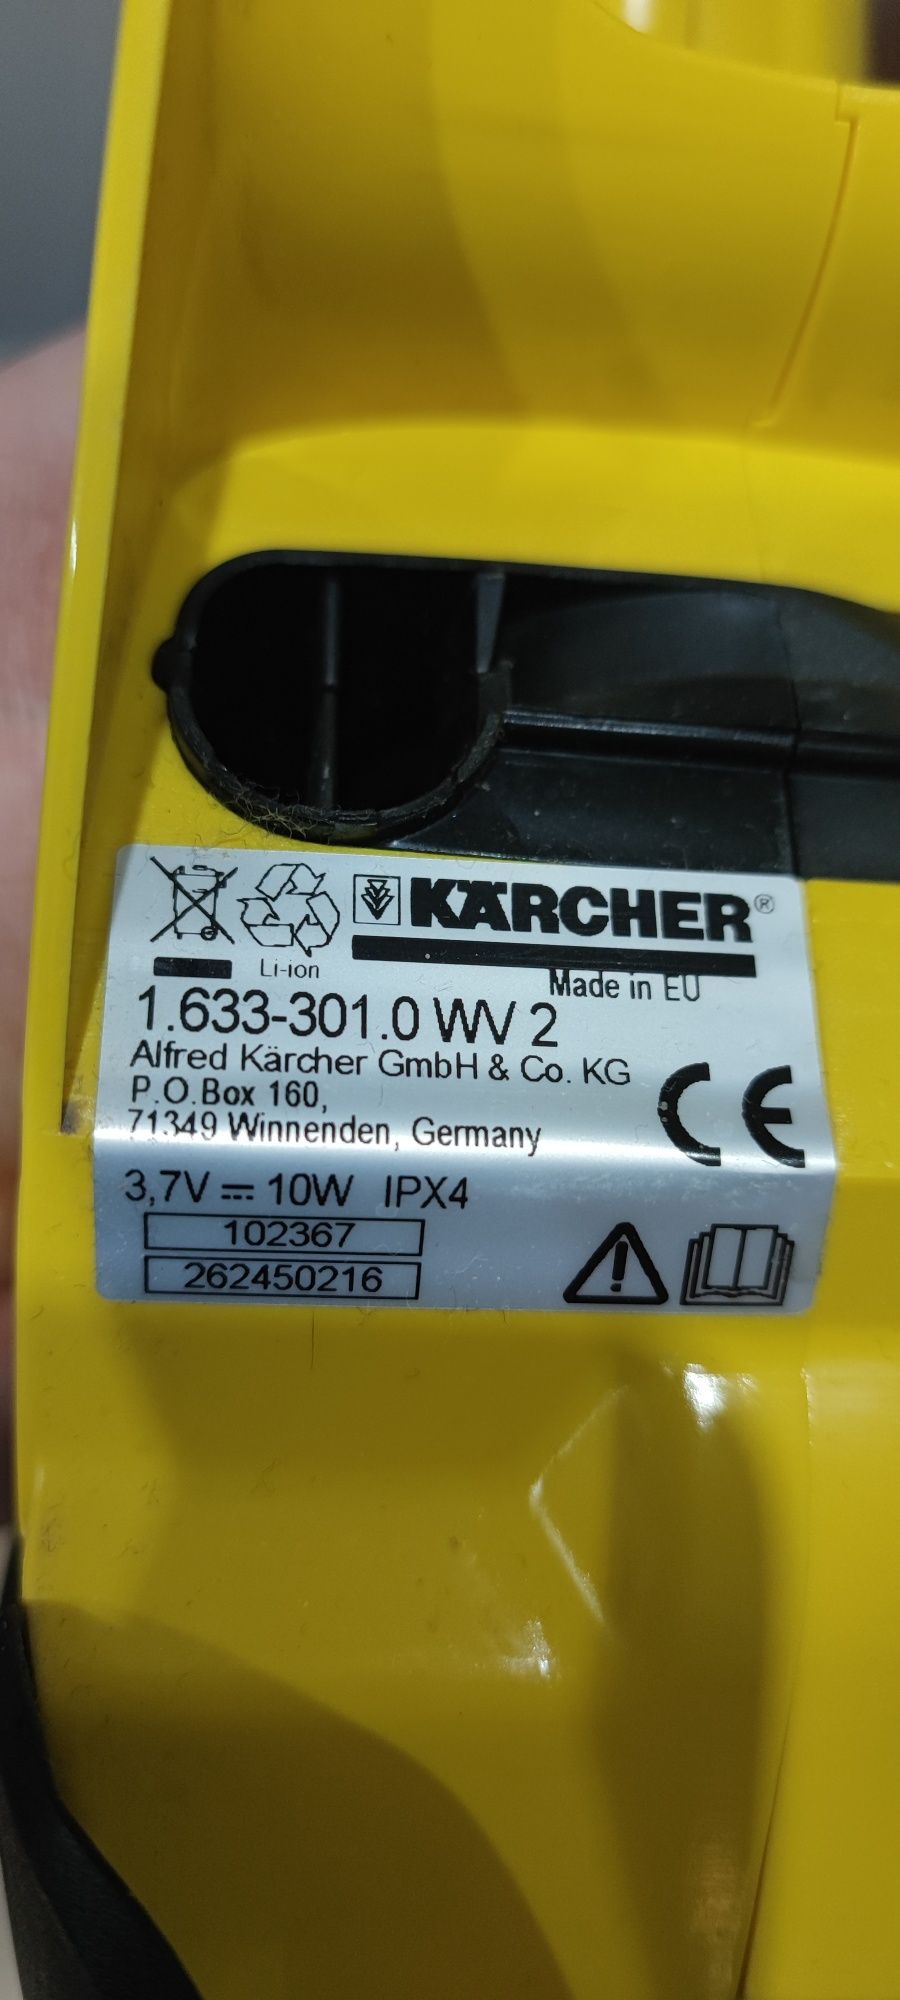 KÄRCHER®
Li-ion
Made in EU
1.633-301.0 WV 2
Alfred Kärcher GmbH & Co. KG
P.O.Box 160,
71349 Winnenden, Germany
CE
3,7V ⎓ 10W IPX4
102367
262450216